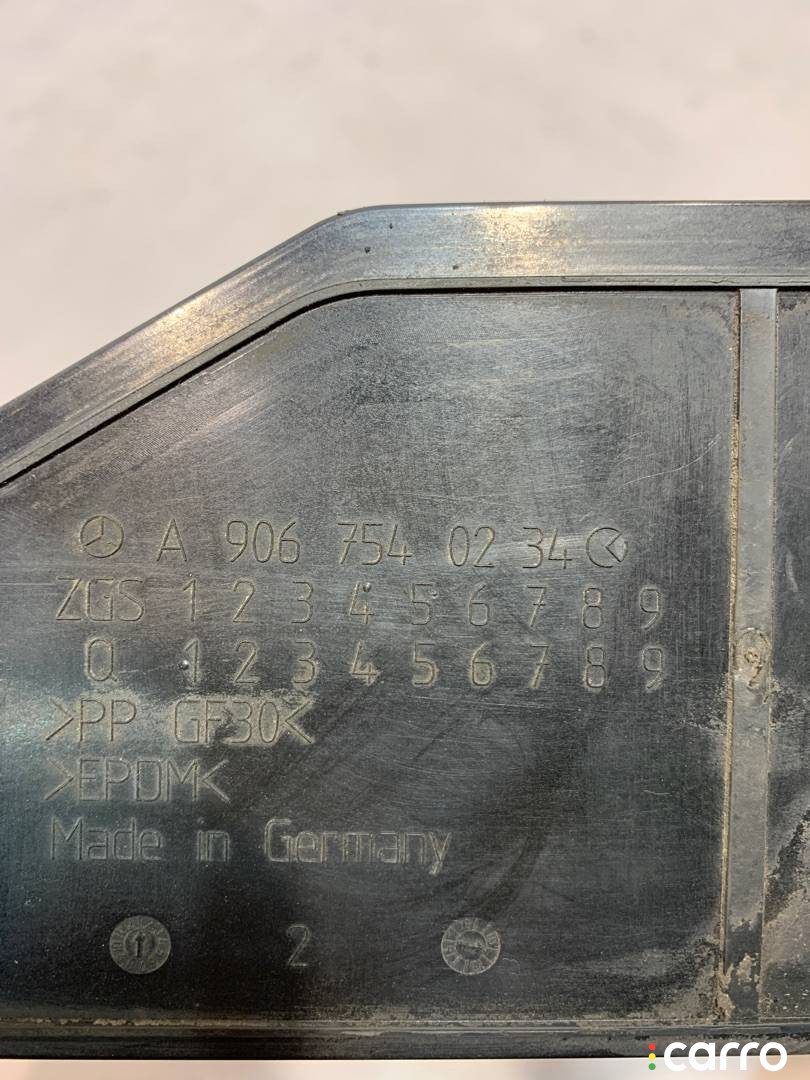 A 906 754 02 34
ZGS 1 2 3 4 5 6 7 8 9
Q 1 2 3 4 5 6 7 8 9
>PP GF30<
>EPDM<
Made in Germany
2
carro